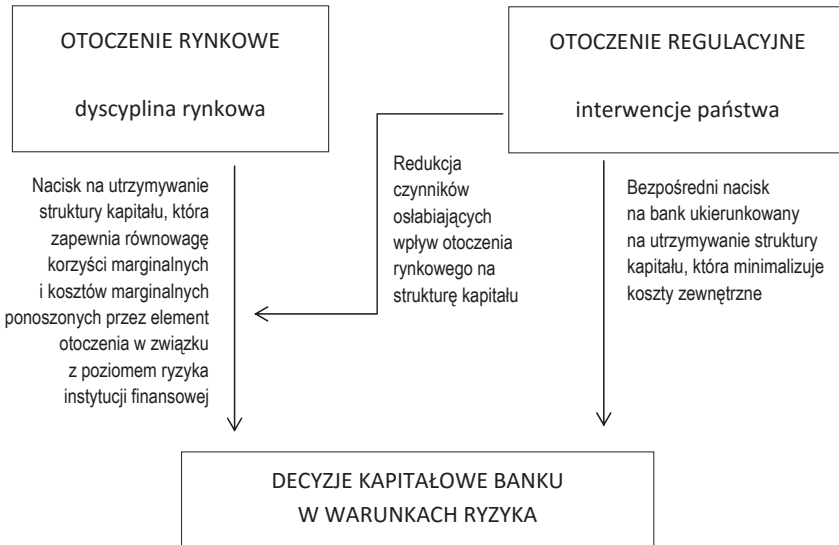 OTOCZENIE RYNKOWE
dyscyplina rynkowa
OTOCZENIE REGULACYJNE
interwencje państwa
Nacisk na utrzymywanie
struktury kapitału, która
zapewnia równowagę
korzyści marginalnych
i kosztów marginalnych
ponoszonych przez element
otoczenia w związku
z poziomem ryzyka
instytucji finansowej
Redukcja
czynników
osłabiających
wpływ otoczenia
rynkowego na
strukturę kapitału
Bezpośredni nacisk
na bank ukierunkowany
na utrzymywanie struktury
kapitału, która minimalizuje
koszty zewnętrzne
DECYZJE KAPITAŁOWE BANKU
W WARUNKACH RYZYKA